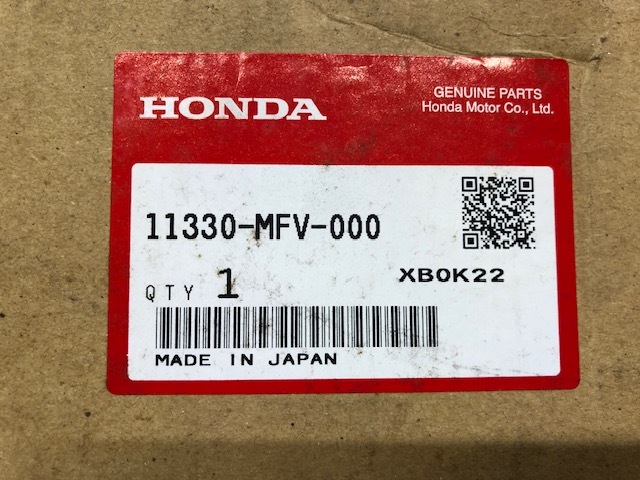 HONDA
GENUINE PARTS
Honda Motor Co., Ltd.
11330-MFV-000
XB0K22
QTY 1
MADE IN JAPAN